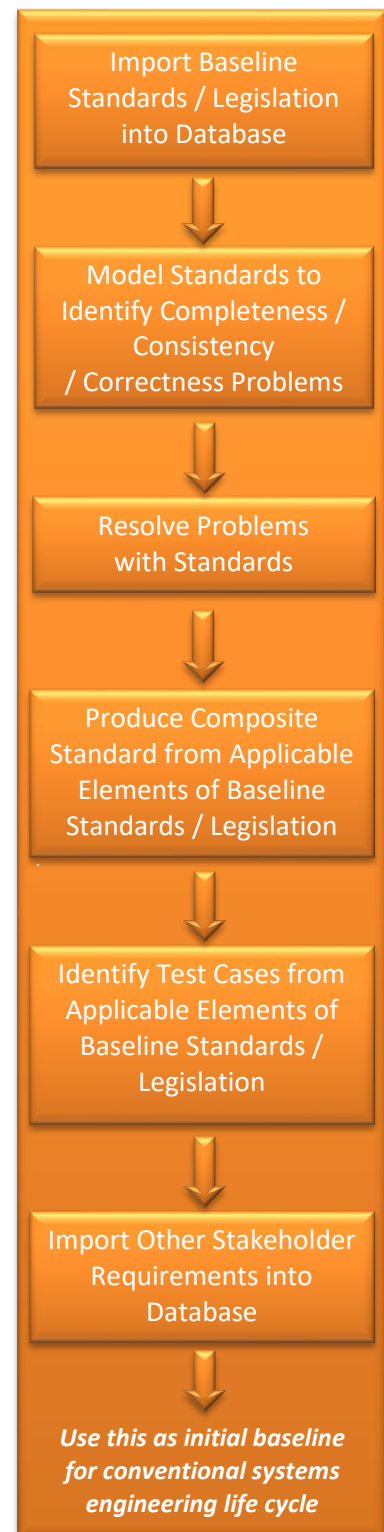 Import Baseline
Standards / Legislation
into Database
Model Standards to
Identify Completeness /
Consistency
/ Correctness Problems
Resolve Problems
with Standards
Produce Composite
Standard from Applicable
Elements of Baseline
Standards / Legislation
Identify Test Cases from
Applicable Elements of
Baseline Standards /
Legislation
Import Other Stakeholder
Requirements into
Database
Use this as initial baseline
for conventional systems
engineering life cycle